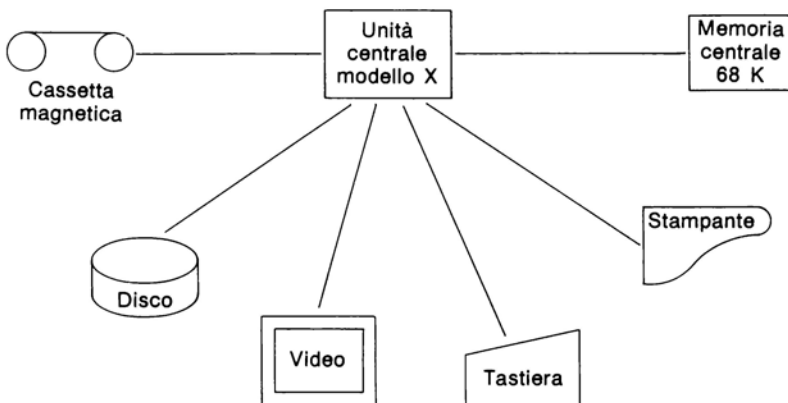 Unità
centrale
modello X
Memoria
centrale
68 K
Cassetta
magnetica
Stampante
Disco
Video
Tastiera